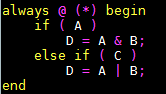 always @ (*) begin
    if ( A )
        D = A & B;
    else if ( C )
        D = A | B;
end